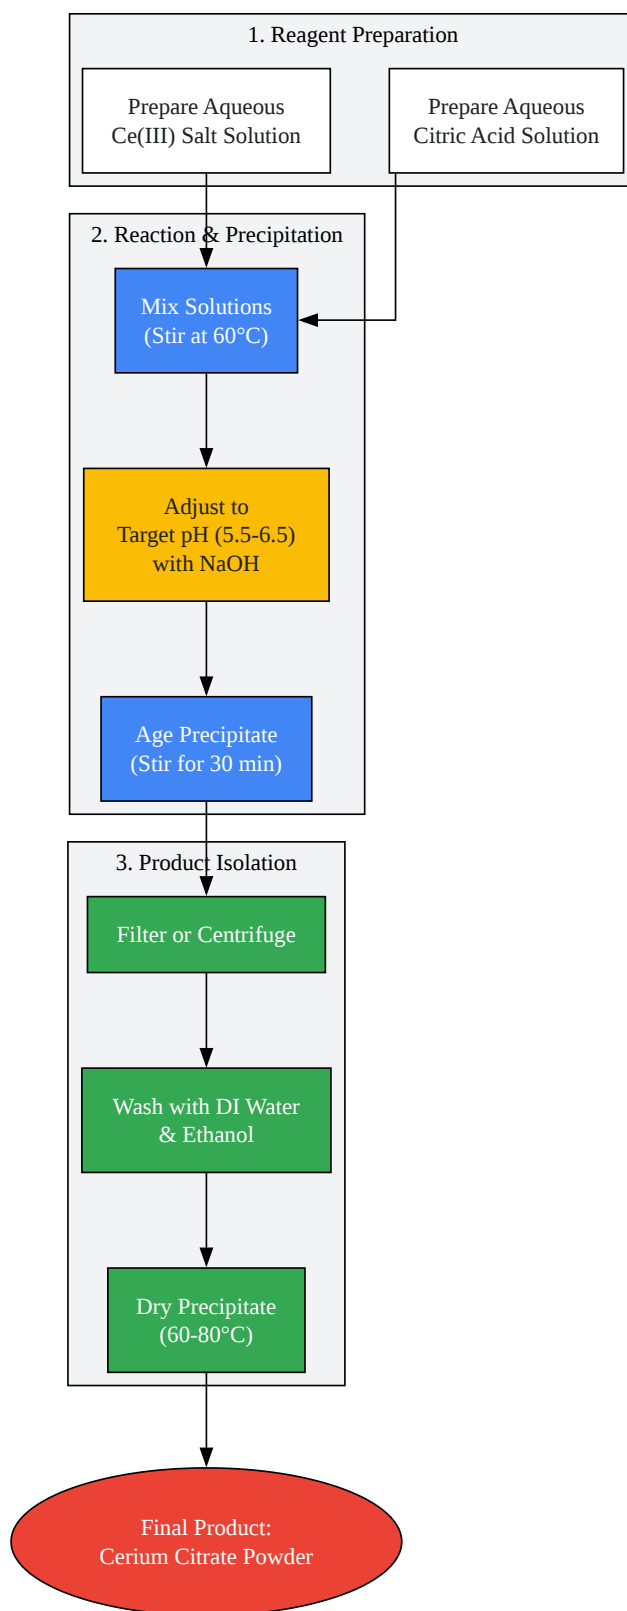 1. Reagent Preparation
Prepare Aqueous
Ce(III) Salt Solution
Prepare Aqueous
Citric Acid Solution
2. Reaction & Precipitation
Mix Solutions
(Stir at 60°C)
Adjust to
Target pH (5.5-6.5)
with NaOH
Age Precipitate
(Stir for 30 min)
3. Product Isolation
Filter or Centrifuge
Wash with DI Water
& Ethanol
Dry Precipitate
(60-80°C)
Final Product:
Cerium Citrate Powder